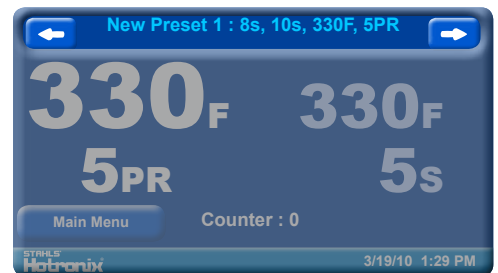 New Preset 1 : 8s, 10s, 330F, 5PR
330F 330F
5PR 5S
Main Menu Counter : 0
STAHLS'
Hotronix 3/19/10 1:29 PM